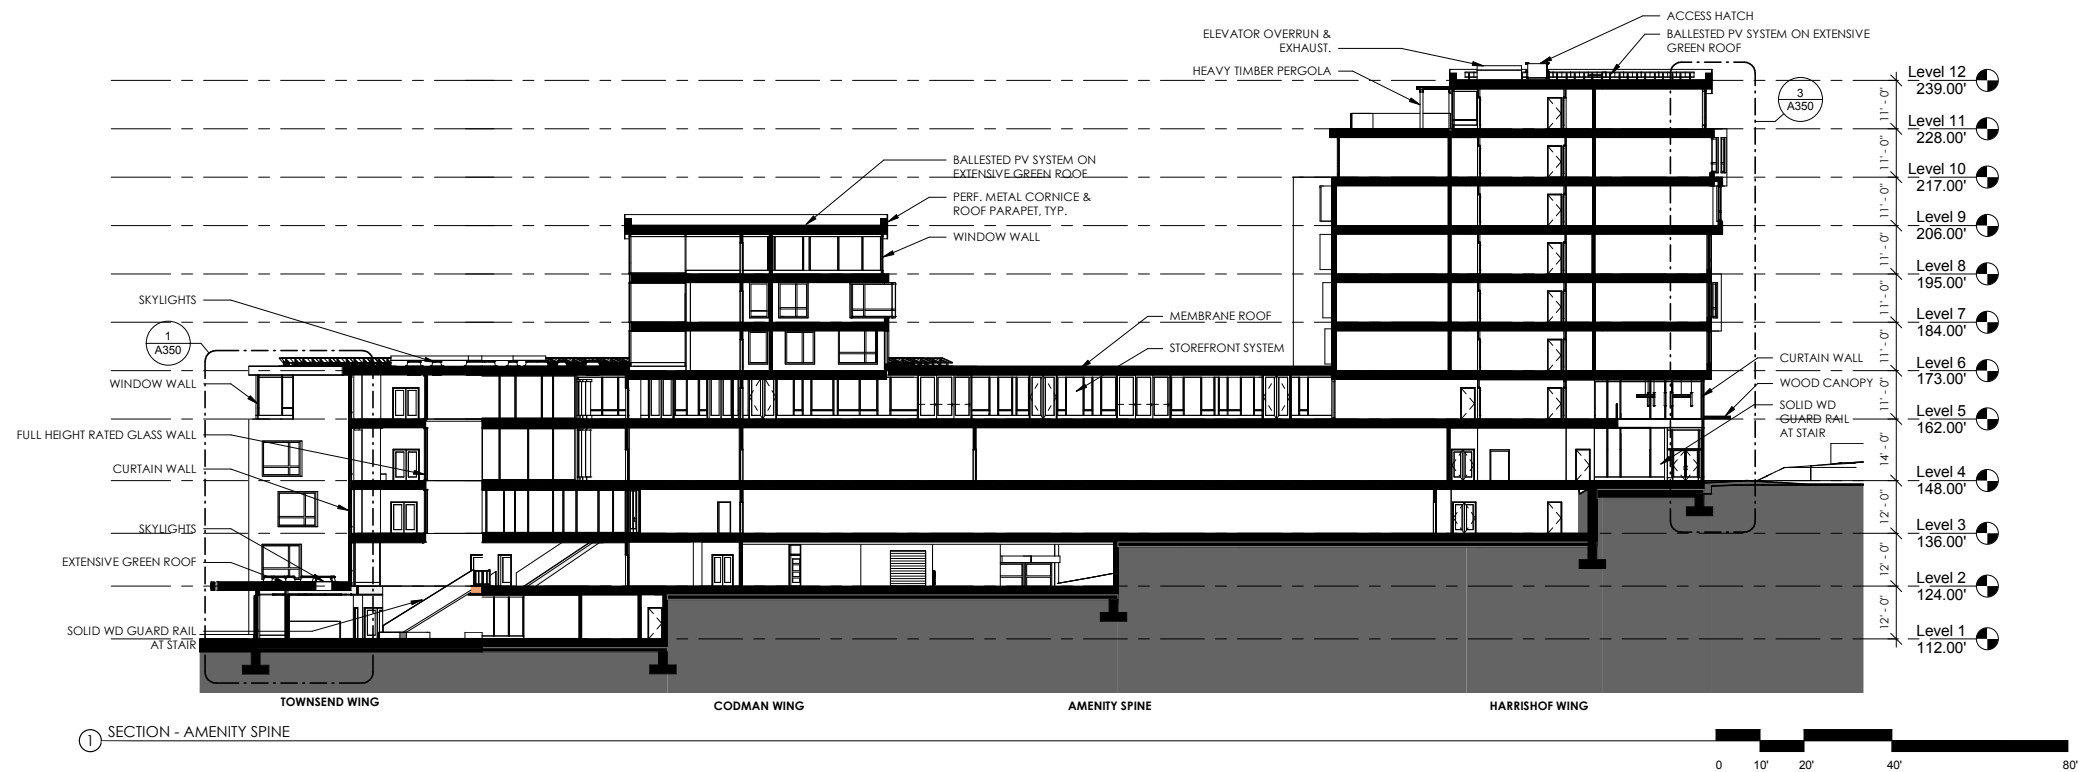 ACCESS HATCH
ELEVATOR OVERRUN &
EXHAUST.
BALLESTED PV SYSTEM ON EXTENSIVE
GREEN ROOF
HEAVY TIMBER PERGOLA
3
A350
Level 12
239.00'
11' - 0"
Level 11
228.00'
11' - 0"
Level 10
217.00'
11' - 0"
Level 9
206.00'
11' - 0"
Level 8
195.00'
11' - 0"
Level 7
184.00'
11' - 0"
Level 6
173.00'
11' - 0"
Level 5
162.00'
14' - 0"
Level 4
148.00'
12' - 0"
Level 3
136.00'
12' - 0"
Level 2
124.00'
12' - 0"
Level 1
112.00'
BALLESTED PV SYSTEM ON
EXTENSIVE GREEN ROOF
PERF. METAL CORNICE &
ROOF PARAPET, TYP.
WINDOW WALL
MEMBRANE ROOF
STOREFRONT SYSTEM
CURTAIN WALL
WOOD CANOPY
SOLID WD
GUARD RAIL
AT STAIR
SKYLIGHTS
1
A350
WINDOW WALL
FULL HEIGHT RATED GLASS WALL
CURTAIN WALL
SKYLIGHTS
EXTENSIVE GREEN ROOF
SOLID WD GUARD RAIL
AT STAIR
TOWNSEND WING
CODMAN WING
AMENITY SPINE
HARRISHOF WING
1
SECTION - AMENITY SPINE
0 10' 20' 40' 80'